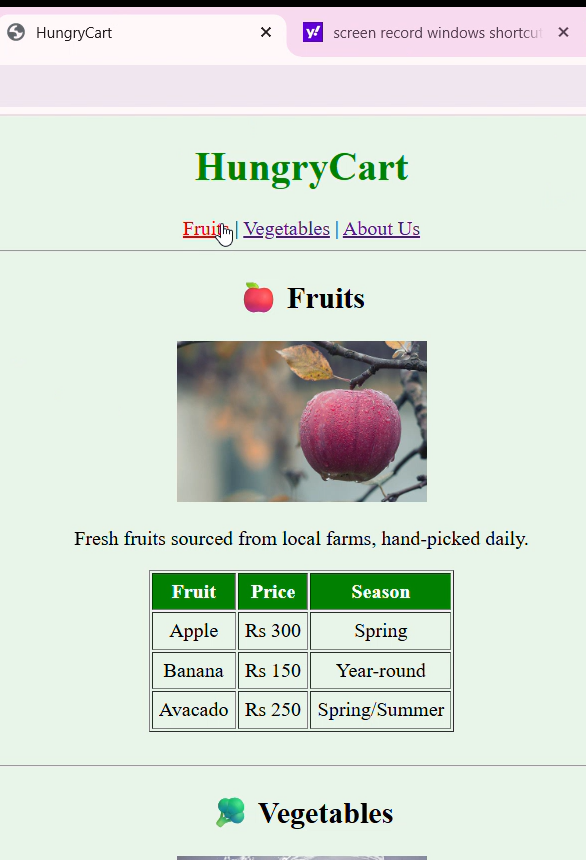 HungryCart
screen record windows shortcut
HungryCart
Fruits | Vegetables | About Us
Fruits
Fresh fruits sourced from local farms, hand-picked daily.
Fruit Price Season
Apple Rs 300 Spring
Banana Rs 150 Year-round
Avacado Rs 250 Spring/Summer
Vegetables